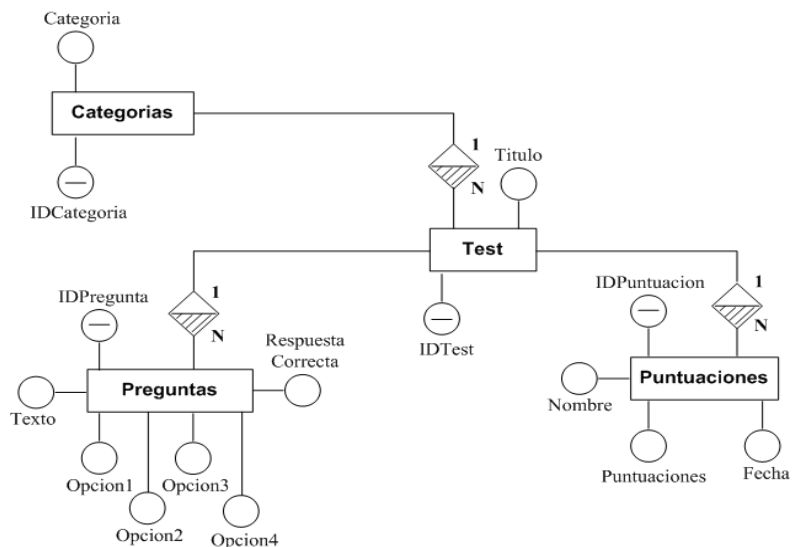 Categoria
Categorias
IDCategoria
1
N
Titulo
Test
IDTest
1
N
IDPregunta
Respuesta
Correcta
Preguntas
Texto
Opcion1
Opcion3
Opcion2
Opcion4
IDPuntuacion
1
N
Puntuaciones
Nombre
Puntuaciones
Fecha